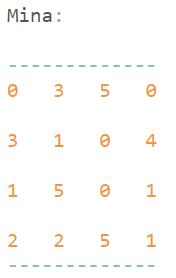 Mina:
-------------
0 3 5 0
3 1 0 4
1 5 0 1
2 2 5 1
-------------